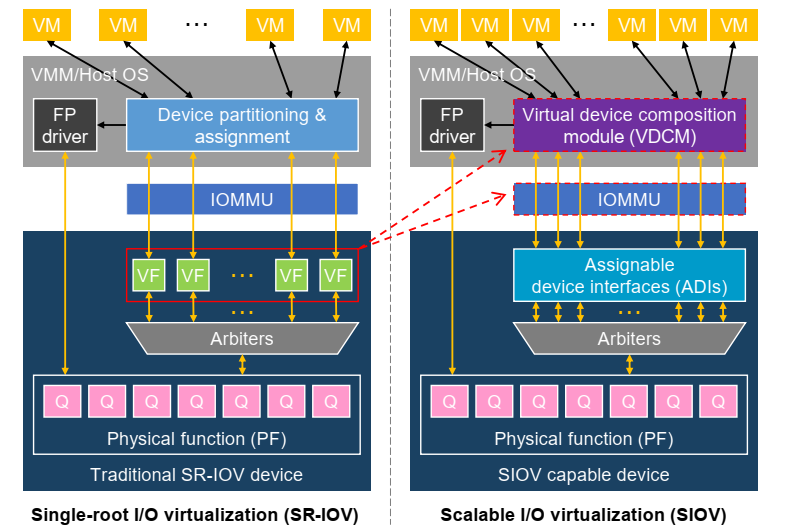 VM VM ... VM VM
VMM/Host OS
FP
driver
Device partitioning &
assignment
IOMMU
VF VF ... VF VF
...
Arbiters
Q Q Q Q Q Q Q
Physical function (PF)
Traditional SR-IOV device
Single-root I/O virtualization (SR-IOV)
VM VM VM ... VM VM VM
VMM/Host OS
FP
driver
Virtual device composition
module (VDCM)
IOMMU
Assignable
device interfaces (ADIs)
...
Arbiters
Q Q Q Q Q Q Q
Physical function (PF)
SIOV capable device
Scalable I/O virtualization (SIOV)